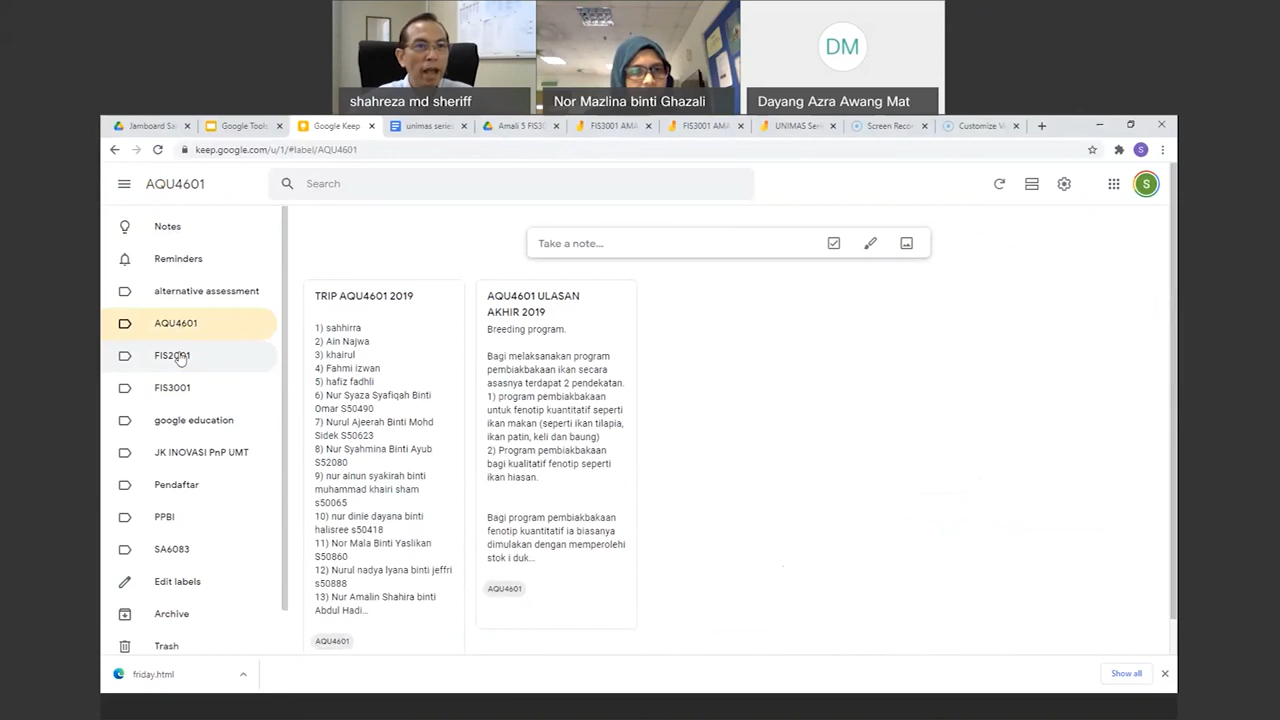 DM
shahreza md sheriff
Nor Mazlina binti Ghazali
Dayang Azra Awang Mat
Jamboard Sa
Google Tools
Google Keep
unimas series
Amali 5 FIS30
FIS3001 AMA
FIS3001 AMA
UNIMAS Seri
Screen Reco
Customize Vi
S
keep.google.com/u/1/#label/AQU4601
AQU4601
Search
S
Notes
Reminders
alternative assessment
AQU4601
FIS2001
FIS3001
google education
JK INOVASI PnP UMT
Pendaftar
PPBI
SA6083
Edit labels
Archive
Trash
Take a note...
TRIP AQU4601 2019
1) sahhirra
2) Ain Najwa
3) khairul
4) Fahmi izwan
5) hafiz fadhli
6) Nur Syaza Syafiqah Binti
Omar S50490
7) Nurul Ajeerah Binti Mohd
Sidek S50623
8) Nur Syahmina Binti Ayub
S52080
9) nur ainun syakirah binti
muhammad khairi sham
s50065
10) nur dinie dayana binti
halisree s50418
11) Nor Mala Binti Yaslikan
S50860
12) Nurul nadya lyana binti jeffri
s50888
13) Nur Amalin Shahira binti
Abdul Hadi...
AQU4601
AQU4601 ULASAN
AKHIR 2019
Breeding program.
Bagi melaksanakan program
pembiakbakaan ikan secara
asasnya terdapat 2 pendekatan.
1) program pembiakbakaan
untuk fenotip kuantitatif seperti
ikan makan (seperti ikan tilapia,
ikan patin, keli dan baung)
2) Program pembiakbakaan
bagi kualitatif fenotip seperti
ikan hiasan.
Bagi program pembiakbakaan
fenotip kuantitatif ia biasanya
dimulakan dengan memperolehi
stok i duk...
AQU4601
friday.html
Show all